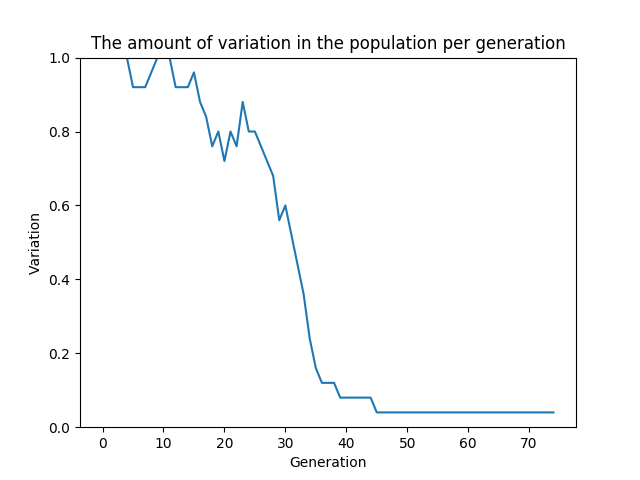 The amount of variation in the population per generation
1.0
0.8
0.6
0.4
0.2
0.0
Variation
0 10 20 30 40 50 60 70
Generation